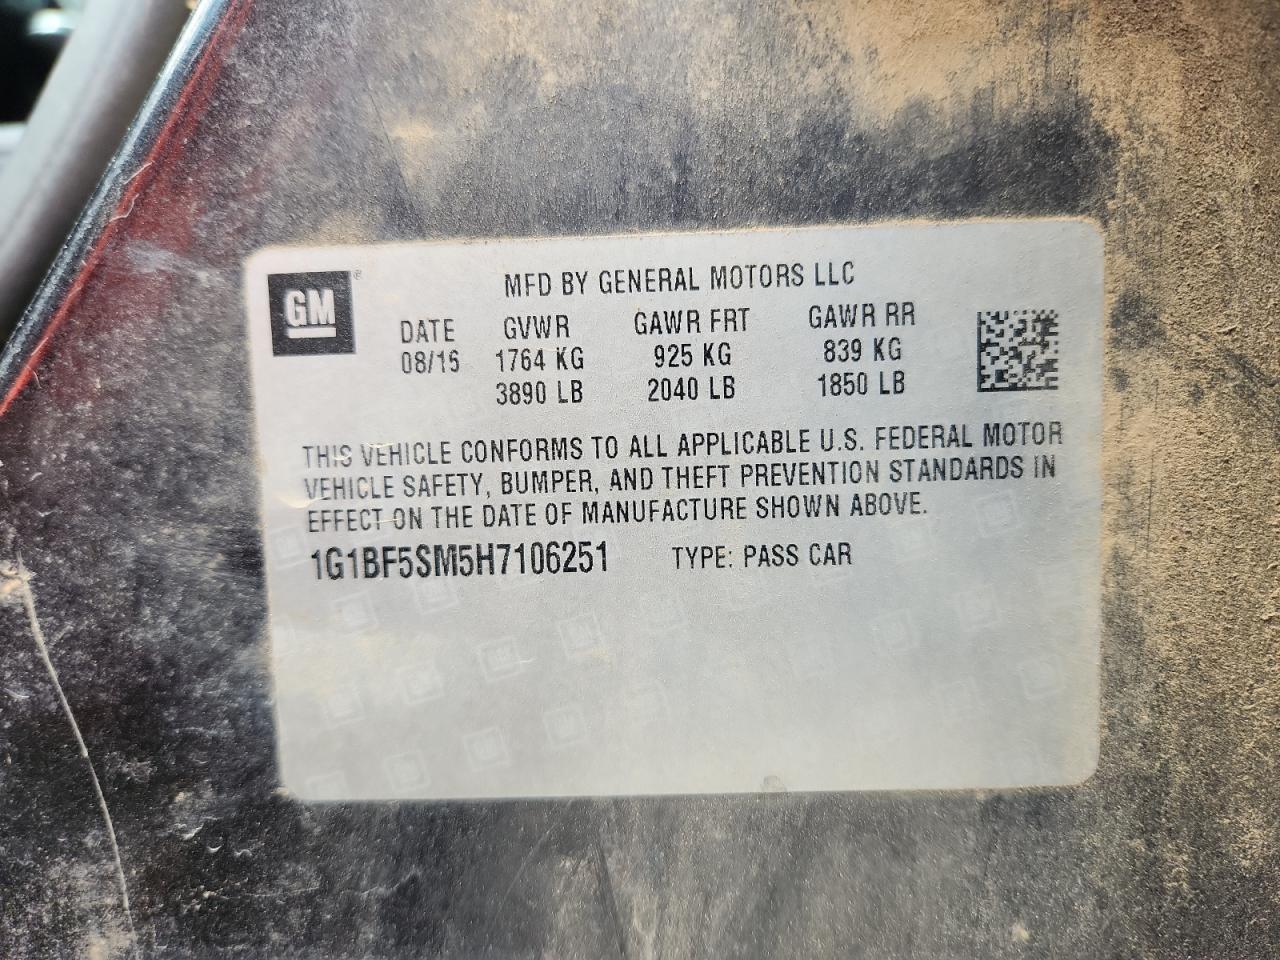 GM
®
MFD BY GENERAL MOTORS LLC
DATE GVWR GAWR FRT GAWR RR
08/15 1764 KG 925 KG 839 KG
3890 LB 2040 LB 1850 LB
THIS VEHICLE CONFORMS TO ALL APPLICABLE U.S. FEDERAL MOTOR
VEHICLE SAFETY, BUMPER, AND THEFT PREVENTION STANDARDS IN
EFFECT ON THE DATE OF MANUFACTURE SHOWN ABOVE.
1G1BF5SM5H7106251 TYPE: PASS CAR